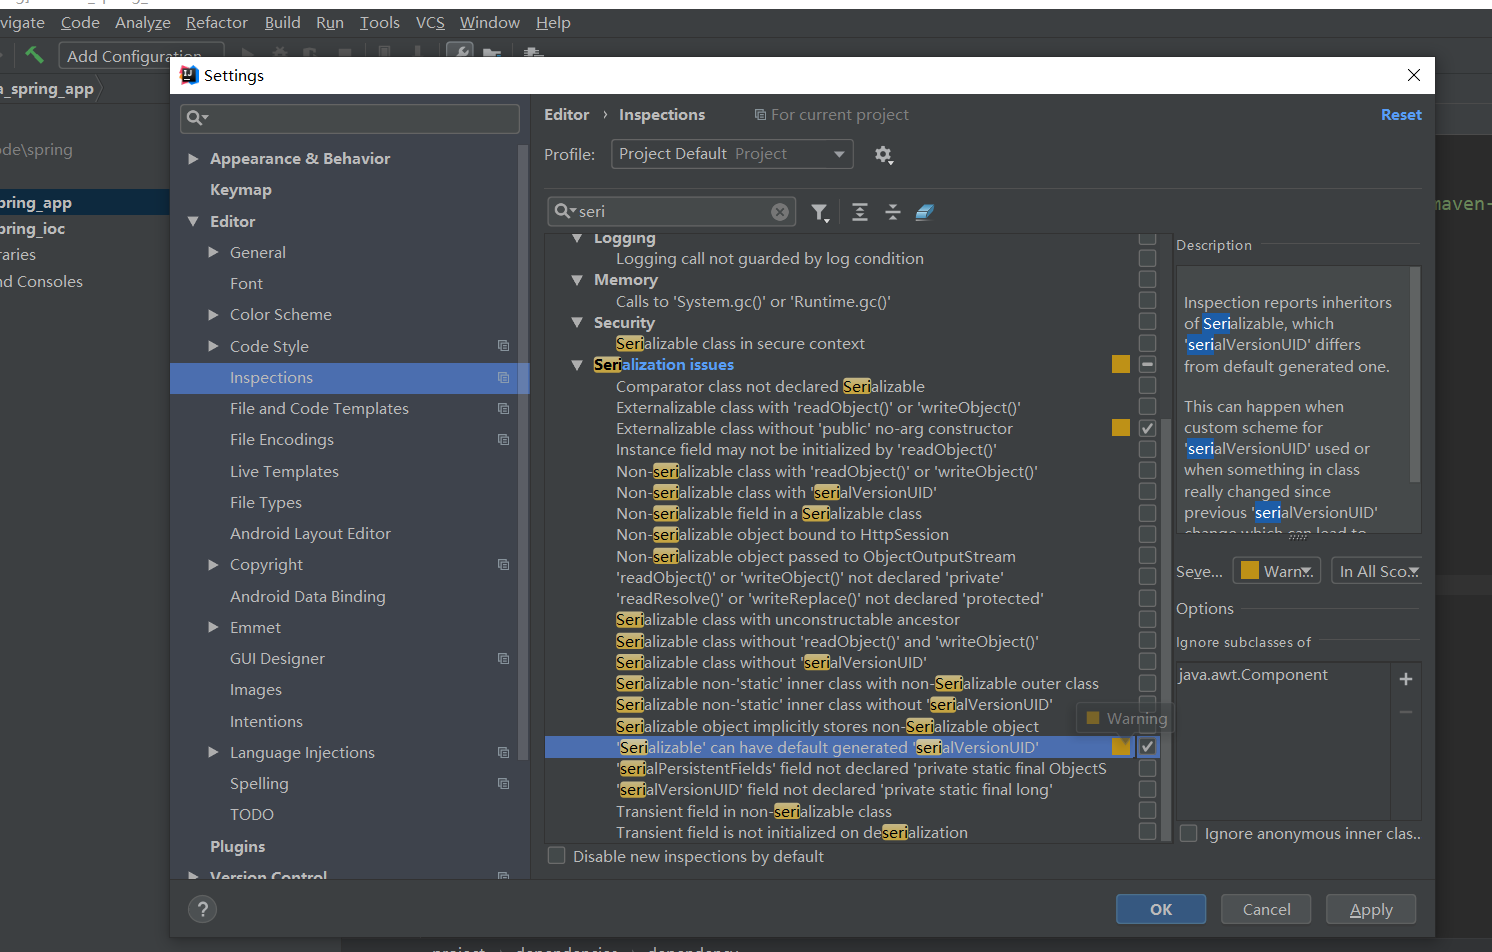 vigate Code Analyze Refactor Build Run Tools VCS Window Help
Add Configuration
a_spring_app
Settings
ode\spring
pring_app
pring_ioc
raries
nd Consoles
Appearance & Behavior
Keymap
Editor
General
Font
Color Scheme
Code Style
Inspections
File and Code Templates
File Encodings
Live Templates
File Types
Android Layout Editor
Copyright
Android Data Binding
Emmet
GUI Designer
Images
Intentions
Language Injections
Spelling
TODO
Plugins
Version Control
Editor › Inspections
For current project
Reset
Profile:
Project Default Project
seri
Logging
Logging call not guarded by log condition
Memory
Calls to 'System.gc()' or 'Runtime.gc()'
Security
Serializable class in secure context
Serialization issues
Comparator class not declared Serializable
Externalizable class with 'readObject()' or 'writeObject()'
Externalizable class without 'public' no-arg constructor
Instance field may not be initialized by 'readObject()'
Non-serializable class with 'readObject()' or 'writeObject()'
Non-serializable class with 'serialVersionUID'
Non-serializable field in a Serializable class
Non-serializable object bound to HttpSession
Non-serializable object passed to ObjectOutputStream
'readObject()' or 'writeObject()' not declared 'private'
'readResolve()' or 'writeReplace()' not declared 'protected'
Serializable class with unconstructable ancestor
Serializable class without 'readObject()' and 'writeObject()'
Serializable class without 'serialVersionUID'
Serializable non-'static' inner class with non-Serializable outer class
Serializable non-'static' inner class without 'serialVersionUID'
Serializable object implicitly stores non-Serializable object
Warning
'Serializable' can have default generated 'serialVersionUID'
'serialPersistentFields' field not declared 'private static final ObjectS
'serialVersionUID' field not declared 'private static final long'
Transient field in non-serializable class
Transient field is not initialized on deserialization
Disable new inspections by default
Description
Inspection reports inheritors
of Serializable, which
'serialVersionUID' differs
from default generated one.
This can happen when
custom scheme for
'serialVersionUID' used or
when something in class
really changed since
previous 'serialVersionUID'
change which can lead to
Seve...
Warn...
In All Sco...
Options
Ignore subclasses of
java.awt.Component
Ignore anonymous inner clas..
?
OK
Cancel
Apply
maven-
project
dependencies
dependency